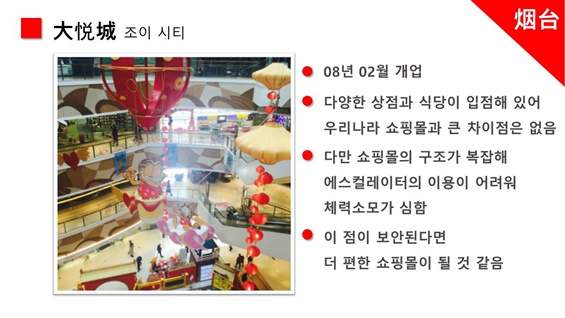 烟台
大悦城 조이 시티
08년 02월 개업
다양한 상점과 식당이 입점해 있어
우리나라 쇼핑몰과 큰 차이점은 없음
다만 쇼핑몰의 구조가 복잡해
에스컬레이터의 이용이 어려워
체력소모가 심함
이 점이 보안된다면
더 편한 쇼핑몰이 될 것 같음